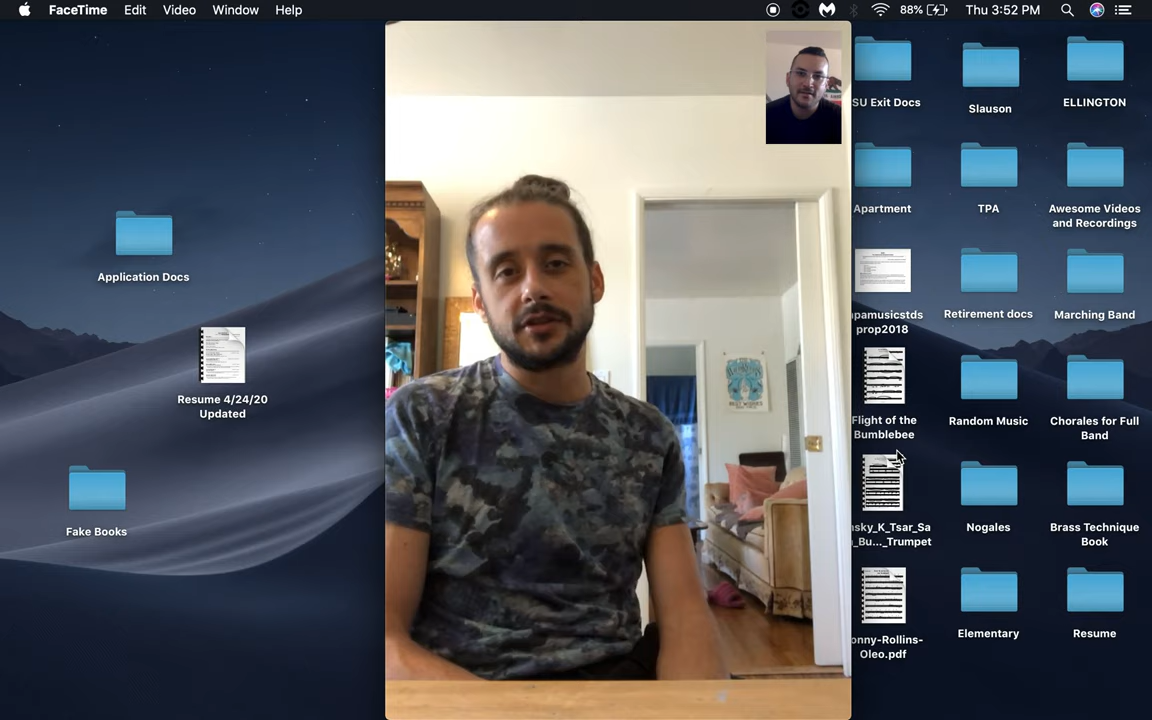 FaceTime Edit Video Window Help 88% Thu 3:52 PM
SU Exit Docs
Slauson
ELLINGTON
Apartment
TPA
Awesome Videos
and Recordings
Application Docs
pamusicstds
prop2018
Retirement docs
Marching Band
Resume 4/24/20
Updated
Flight of the
Bumblebee
Random Music
Chorales for Full
Band
Fake Books
nsky_K_Tsar_Sa
_Bu..._Trumpet
Nogales
Brass Technique
Book
onny-Rollins-
Oleo.pdf
Elementary
Resume